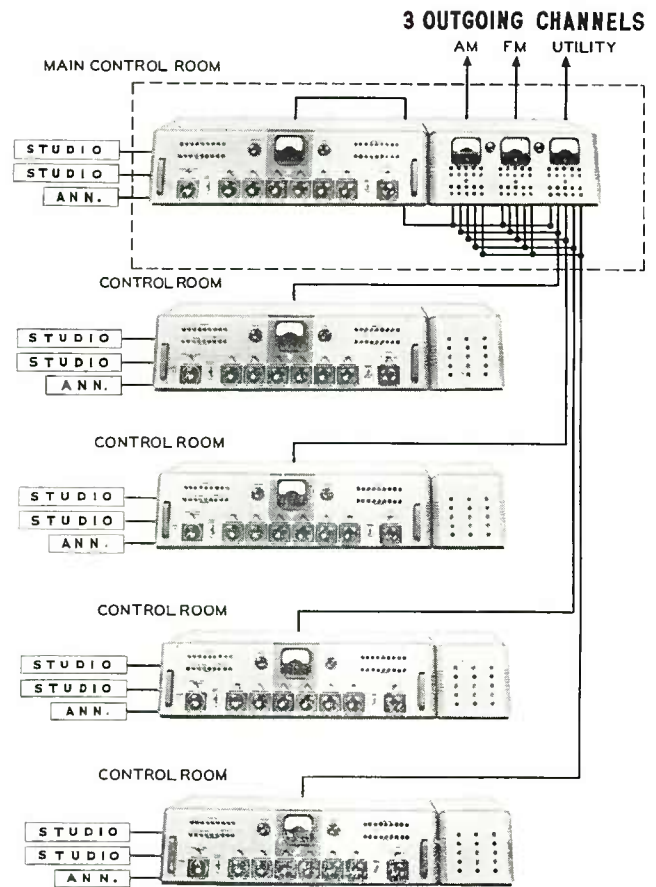 3 OUTGOING CHANNELS
AM FM UTILITY
MAIN CONTROL ROOM
STUDIO
STUDIO
ANN.
CONTROL ROOM
STUDIO
STUDIO
ANN.
CONTROL ROOM
STUDIO
STUDIO
ANN.
CONTROL ROOM
STUDIO
STUDIO
ANN.
CONTROL ROOM
STUDIO
STUDIO
ANN.